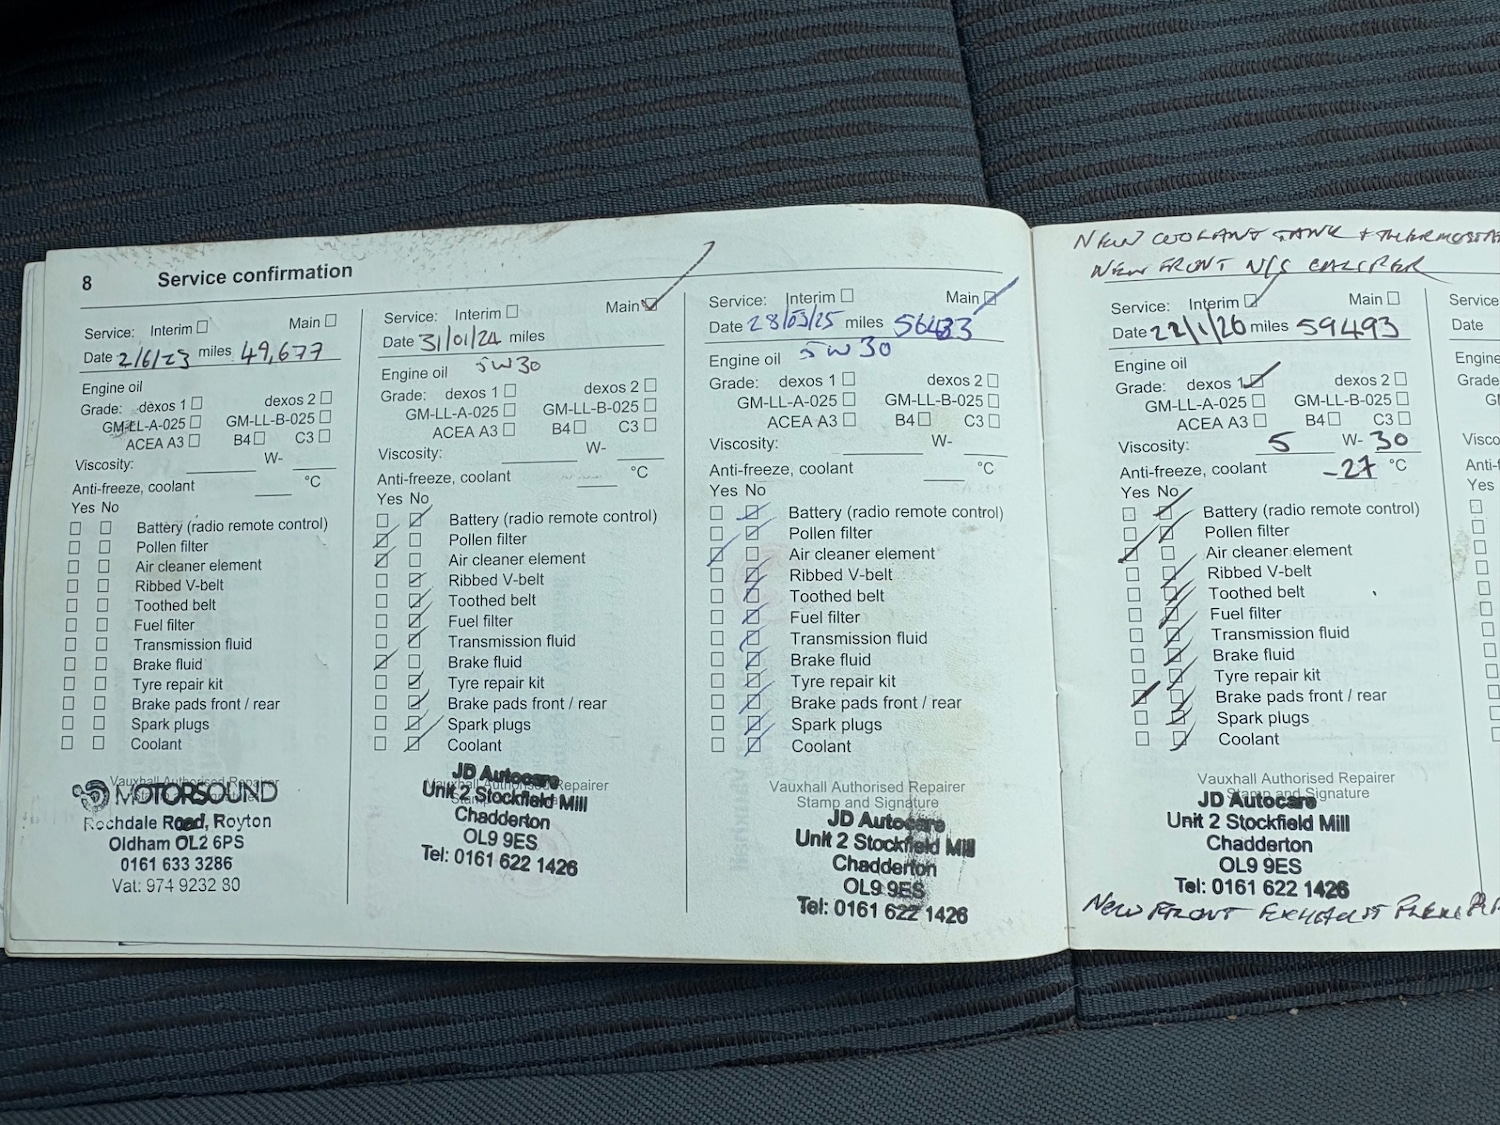 8 Service confirmation
Service: Interim ☐ Main ☐
Date 2/6/23 miles 49,677
Engine oil
Grade: dexos 1 ☐ dexos 2 ☐
GM-LL-A-025 ☐ GM-LL-B-025 ☐
ACEA A3 ☐ B4 ☐ C3 ☐
Viscosity: W-
Anti-freeze, coolant °C
Yes No
Battery (radio remote control)
Pollen filter
Air cleaner element
Ribbed V-belt
Toothed belt
Fuel filter
Transmission fluid
Brake fluid
Tyre repair kit
Brake pads front / rear
Spark plugs
Coolant
Vauxhall Authorised Repairer
MOTORSOUND
Rochdale Road, Royton
Oldham OL2 6PS
0161 633 3286
Vat: 974 9232 80
Service: Interim ☐ Main ☑
Date 31/01/24 miles
Engine oil 5W30
Grade: dexos 1 ☐ dexos 2 ☐
GM-LL-A-025 ☐ GM-LL-B-025 ☐
ACEA A3 ☐ B4 ☐ C3 ☐
Viscosity: W-
Anti-freeze, coolant °C
Yes No
Battery (radio remote control)
Pollen filter
Air cleaner element
Ribbed V-belt
Toothed belt
Fuel filter
Transmission fluid
Brake fluid
Tyre repair kit
Brake pads front / rear
Spark plugs
Coolant
Vauxhall Authorised Repairer
JD Autocare
Unit 2 Stockfield Mill
Chadderton
OL9 9ES
Tel: 0161 622 1426
Service: Interim ☐ Main ☑
Date 28/03/25 miles
Engine oil 5W30
Grade: dexos 1 ☐ dexos 2 ☐
GM-LL-A-025 ☐ GM-LL-B-025 ☐
ACEA A3 ☐ B4 ☐ C3 ☐
Viscosity: W-
Anti-freeze, coolant °C
Yes No
Battery (radio remote control)
Pollen filter
Air cleaner element
Ribbed V-belt
Toothed belt
Fuel filter
Transmission fluid
Brake fluid
Tyre repair kit
Brake pads front / rear
Spark plugs
Coolant
Vauxhall Authorised Repairer
Stamp and Signature
JD Autocare
Unit 2 Stockfield Mill
Chadderton
OL9 9ES
Tel: 0161 622 1426
NEW COOLANT TANK + THERMOSTA
NEW FRONT N/S CALIPER
Service: Interim ☑ Main ☐
Date 22/1/26 miles 59493
Engine oil
Grade: dexos 1 ☑ dexos 2 ☐
GM-LL-A-025 ☐ GM-LL-B-025 ☐
ACEA A3 ☐ B4 ☐ C3 ☐
Viscosity: 5 W- 30
Anti-freeze, coolant -27 °C
Yes No
Battery (radio remote control)
Pollen filter
Air cleaner element
Ribbed V-belt
Toothed belt
Fuel filter
Transmission fluid
Brake fluid
Tyre repair kit
Brake pads front / rear
Spark plugs
Coolant
Vauxhall Authorised Repairer
Stamp and Signature
JD Autocare
Unit 2 Stockfield Mill
Chadderton
OL9 9ES
Tel: 0161 622 1426
NEW FRONT EXHAUST
Service
Date
Engine
Grade
Visco
Anti-f
Yes